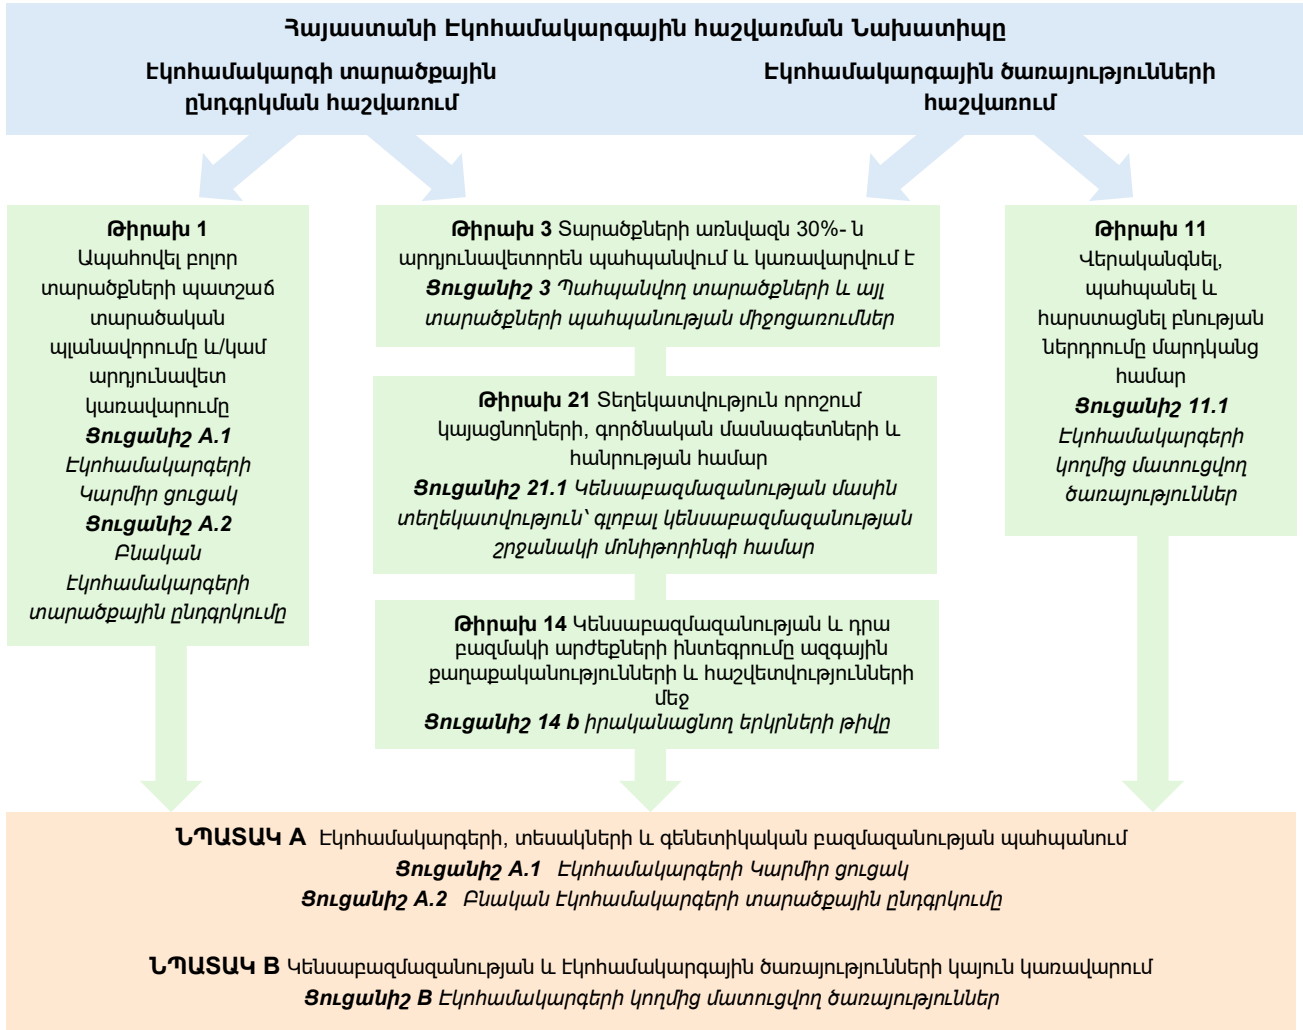 Հայաստանի Էկոհամակարգային հաշվառման Նախատիպը
Էկոհամակարգի տարածքային
ընդգրկման հաշվառում
Էկոհամակարգային ծառայությունների
հաշվառում
Թիրախ 1
Ապահովել բոլոր
տարածքների պատշաճ
տարածական
պլանավորումը և/կամ
արդյունավետ
կառավարումը
Ցուցանիշ A.1
Էկոհամակարգերի
Կարմիր ցուցակ
Ցուցանիշ A.2
Բնական
էկոհամակարգերի
տարածքային ընդգրկումը
Թիրախ 3 Տարածքների առնվազն 30%- ն
արդյունավետորեն պահպանվում և կառավարվում է
Ցուցանիշ 3 Պահպանվող տարածքների և այլ
տարածքների պահպանության միջոցառումներ
Թիրախ 21 Տեղեկատվություն որոշում
կայացնողների, գործնական մասնագետների և
հանրության համար
Ցուցանիշ 21.1 Կենսաբազմազանության մասին
տեղեկատվություն՝ գլոբալ կենսաբազմազանության
շրջանակի մոնիթորինգի համար
Թիրախ 14 Կենսաբազմազանության և դրա
բազմակի արժեքների ինտեգրումը ազգային
քաղաքականությունների և հաշվետվությունների
մեջ
Ցուցանիշ 14 b իրականացնող երկրների թիվը
Թիրախ 11
Վերականգնել,
պահպանել և
հարստացնել բնության
ներդրումը մարդկանց
համար
Ցուցանիշ 11.1
Էկոհամակարգերի
կողմից մատուցվող
ծառայություններ
ՆՊԱՏԱԿ A Էկոհամակարգերի, տեսակների և գենետիկական բազմազանության պահպանում
Ցուցանիշ A.1 Էկոհամակարգերի Կարմիր ցուցակ
Ցուցանիշ A.2 Բնական էկոհամակարգերի տարածքային ընդգրկումը
ՆՊԱՏԱԿ B Կենսաբազմազանության և էկոհամակարգային ծառայությունների կայուն կառավարում
Ցուցանիշ B Էկոհամակարգերի կողմից մատուցվող ծառայություններ